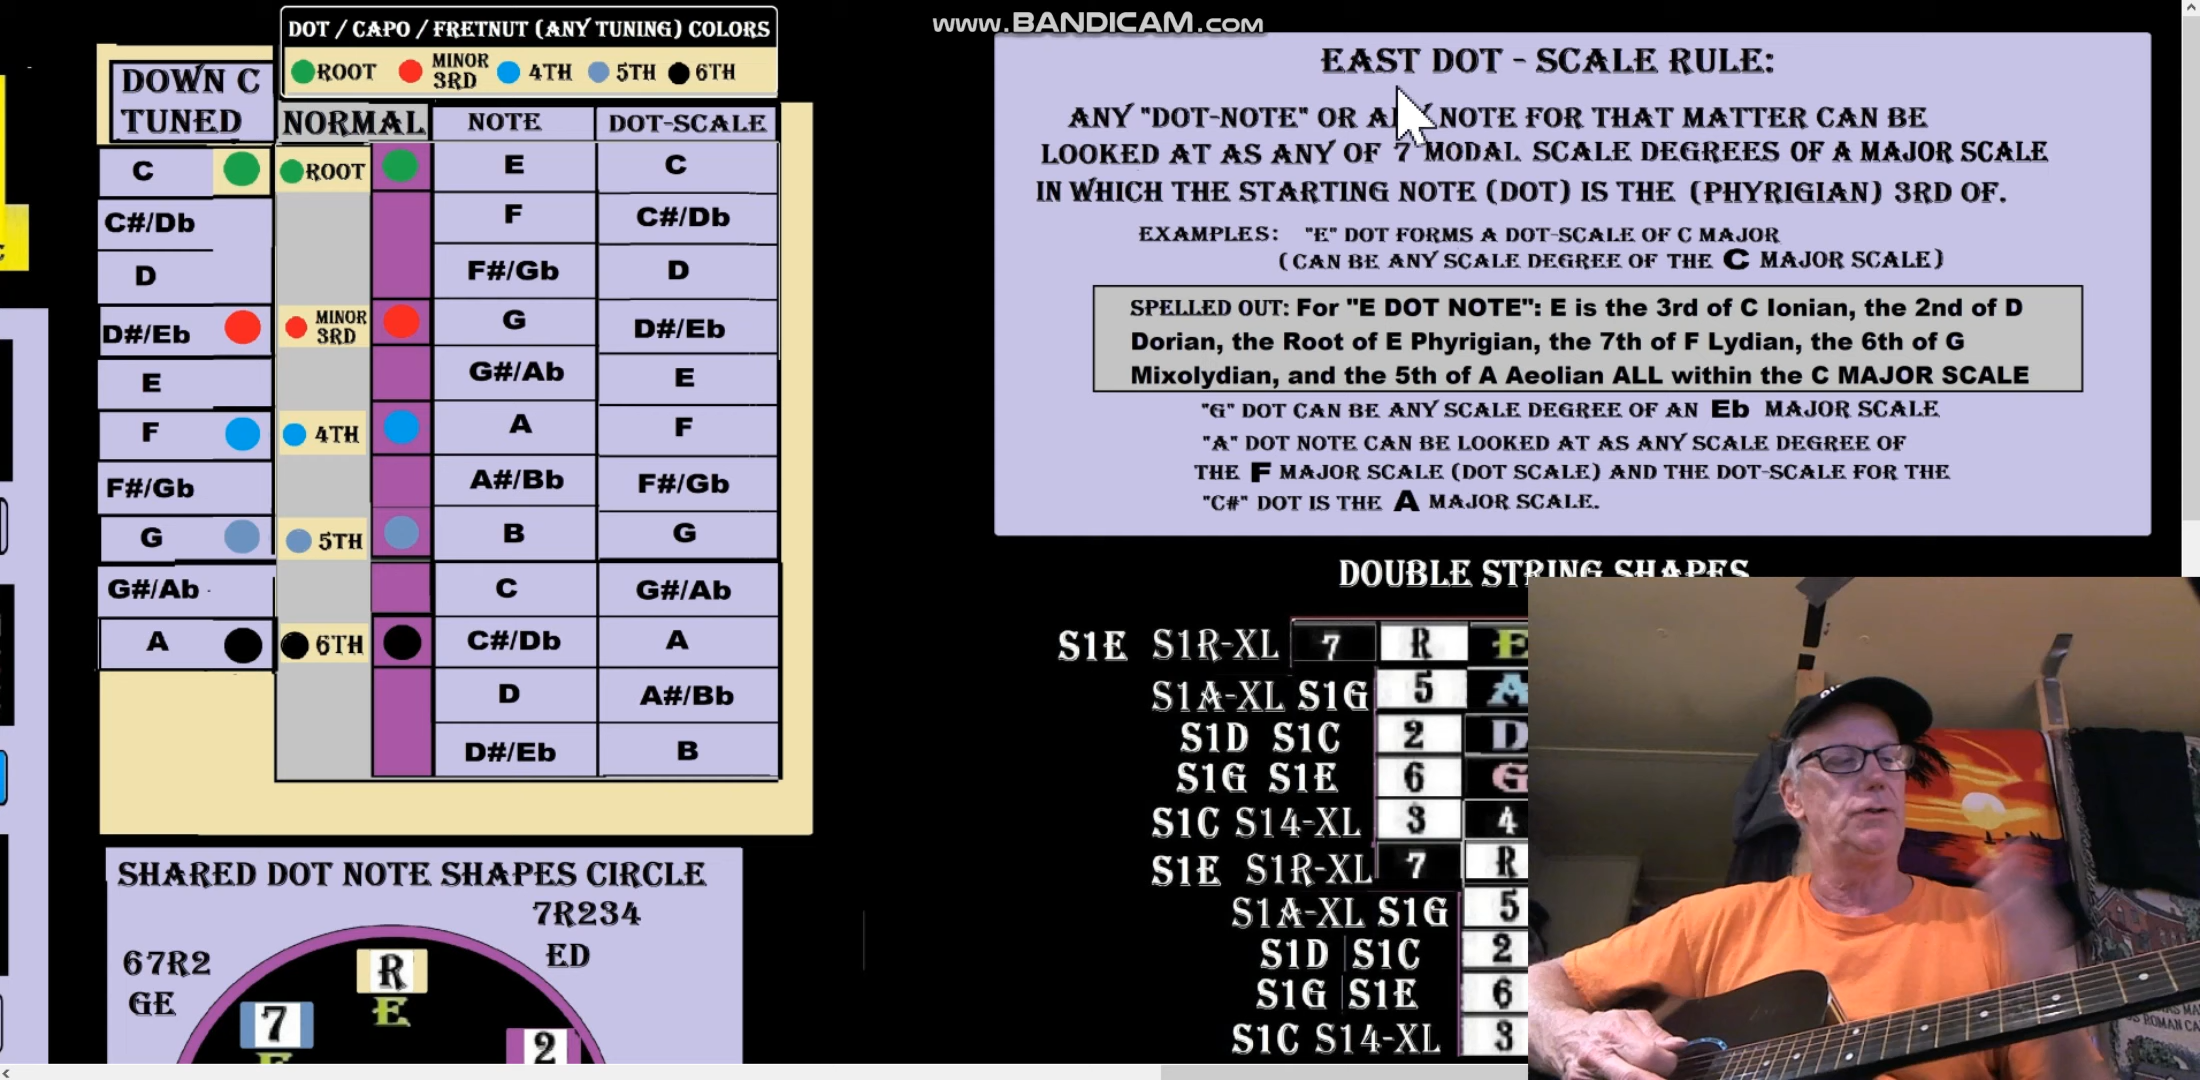 www.BANDICAM.com
DOT / CAPO / FRETNUT (ANY TUNING) COLORS
ROOT MINOR 3RD 4TH 5TH 6TH
DOWN C TUNED
NORMAL NOTE DOT-SCALE
C ROOT E C
C#/Db F C#/Db
D F#/Gb D
D#/Eb MINOR 3RD G D#/Eb
E G#/Ab E
F 4TH A F
F#/Gb A#/Bb F#/Gb
G 5TH B G
G#/Ab C G#/Ab
A 6TH C#/Db A
D A#/Bb
D#/Eb B
SHARED DOT NOTE SHAPES CIRCLE
7R234
ED
67R2
GE
R
E
7
2
EAST DOT - SCALE RULE:
ANY "DOT-NOTE" OR ANY NOTE FOR THAT MATTER CAN BE
LOOKED AT AS ANY OF 7 MODAL SCALE DEGREES OF A MAJOR SCALE
IN WHICH THE STARTING NOTE (DOT) IS THE (PHYRIGIAN) 3RD OF.
EXAMPLES: "E" DOT FORMS A DOT-SCALE OF C MAJOR
(CAN BE ANY SCALE DEGREE OF THE C MAJOR SCALE)
SPELLED OUT: For "E DOT NOTE": E is the 3rd of C Ionian, the 2nd of D
Dorian, the Root of E Phyrigian, the 7th of F Lydian, the 6th of G
Mixolydian, and the 5th of A Aeolian ALL within the C MAJOR SCALE
"G" DOT CAN BE ANY SCALE DEGREE OF AN Eb MAJOR SCALE
"A" DOT NOTE CAN BE LOOKED AT AS ANY SCALE DEGREE OF
THE F MAJOR SCALE (DOT SCALE) AND THE DOT-SCALE FOR THE
"C#" DOT IS THE A MAJOR SCALE.
DOUBLE STRING SHAPES
S1E S1R-XL 7 R E
S1A-XL S1G 5 A
S1D S1C 2 D
S1G S1E 6 G
S1C S14-XL 3 4
S1E S1R-XL 7 R
S1A-XL S1G 5
S1D S1C 2
S1G S1E 6
S1C S14-XL 3